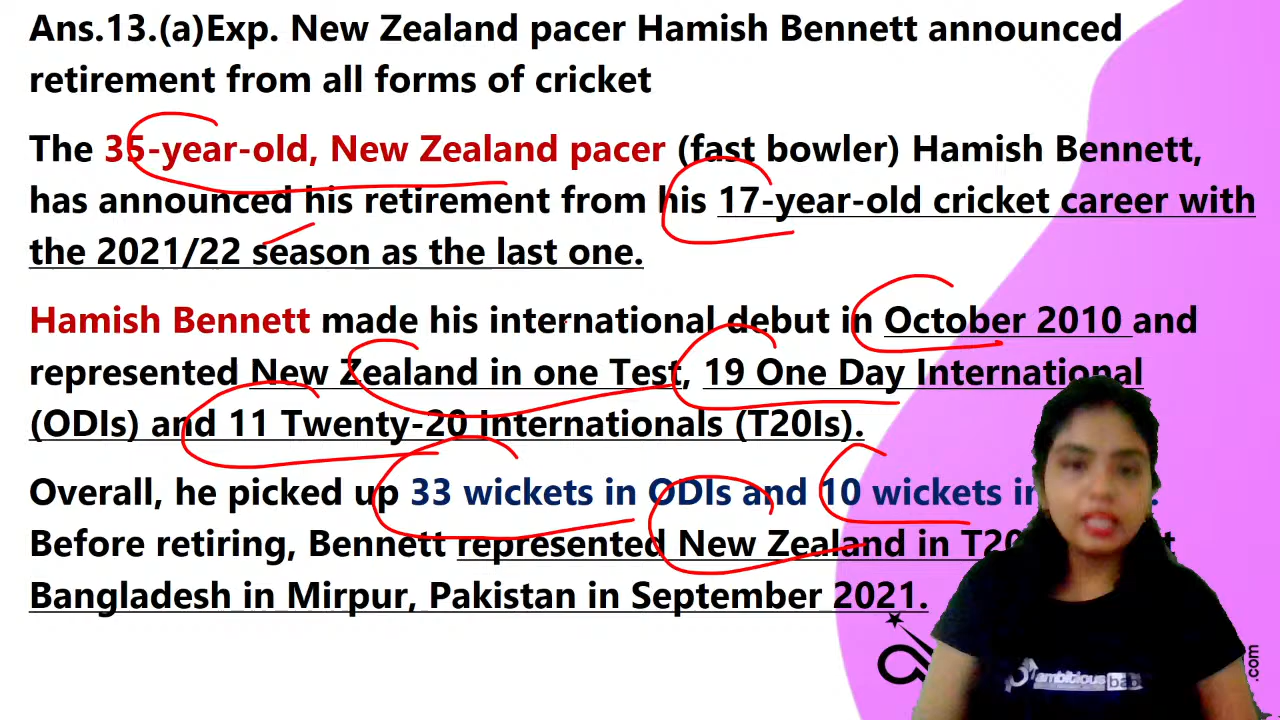 Ans.13.(a)Exp. New Zealand pacer Hamish Bennett announced
retirement from all forms of cricket
The 35-year-old, New Zealand pacer (fast bowler) Hamish Bennett,
has announced his retirement from his 17-year-old cricket career with
the 2021/22 season as the last one.
Hamish Bennett made his international debut in October 2010 and
represented New Zealand in one Test, 19 One Day International
(ODIs) and 11 Twenty-20 Internationals (T20Is).
Overall, he picked up 33 wickets in ODIs and 10 wickets in
Before retiring, Bennett represented New Zealand in
Bangladesh in Mirpur, Pakistan in September 2021.
ambitious
.com